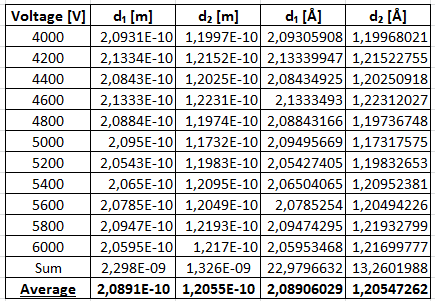 Voltage [V] d₁ [m] d₂ [m] d₁ [Å] d₂ [Å]
4000 2,0931E-10 1,1997E-10 2,09305908 1,19968021
4200 2,1334E-10 1,2152E-10 2,13339947 1,21522755
4400 2,0843E-10 1,2025E-10 2,08434925 1,20250918
4600 2,1333E-10 1,2231E-10 2,1333493 1,22312027
4800 2,0884E-10 1,1974E-10 2,08843166 1,19736748
5000 2,095E-10 1,1732E-10 2,09495669 1,17317575
5200 2,0543E-10 1,1983E-10 2,05427405 1,19832653
5400 2,065E-10 1,2095E-10 2,06504065 1,20952381
5600 2,0785E-10 1,2049E-10 2,0785254 1,20494226
5800 2,0947E-10 1,2193E-10 2,09474295 1,21932799
6000 2,0595E-10 1,217E-10 2,05953468 1,21699777
Sum 2,298E-09 1,326E-09 22,9796632 13,2601988
Average 2,0891E-10 1,2055E-10 2,08906029 1,20547262